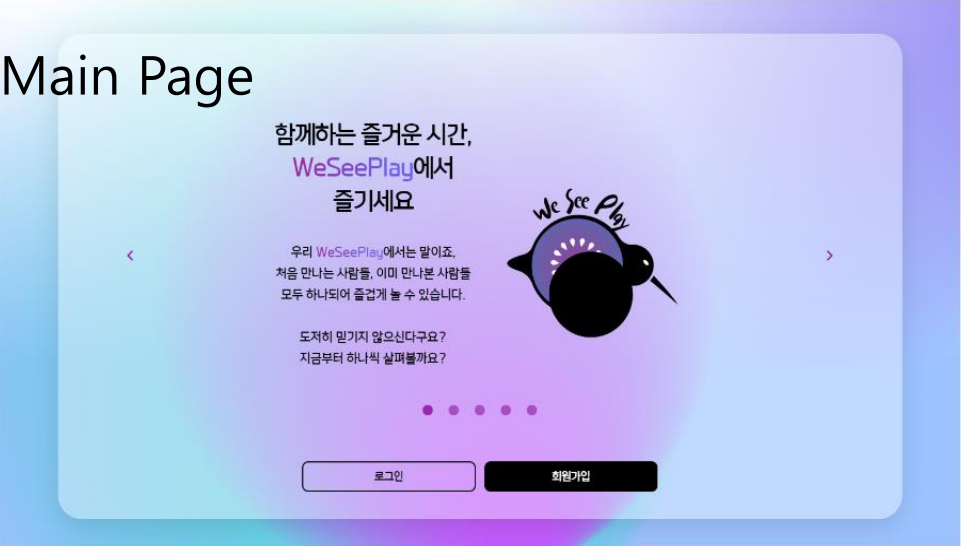 Main Page
함께하는 즐거운 시간,
WeSeePlay에서
즐기세요
We See Play
우리 WeSeePlay에서는 말이죠,
처음 만나는 사람들, 이미 만나본 사람들
모두 하나되어 즐겁게 놀 수 있습니다.
도저히 믿기지 않으신다구요?
지금부터 하나씩 살펴볼까요?
로그인
회원가입